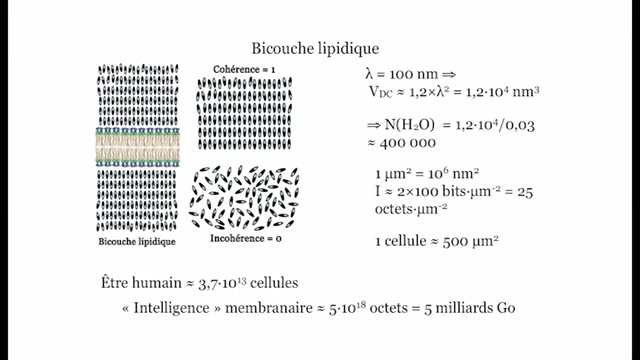 Bicouche lipidique
Cohérence = 1
Bicouche lipidique
Incohérence = 0
λ = 100 nm ⇒
V_DC ≈ 1,2×λ² = 1,2·10⁴ nm³
⇒ N(H₂O) = 1,2·10⁴/0,03
≈ 400 000
1 μm² = 10⁶ nm²
I ≈ 2×100 bits·μm⁻² = 25
octets·μm⁻²
1 cellule ≈ 500 μm²
Être humain ≈ 3,7·10¹³ cellules
« Intelligence » membranaire ≈ 5·10¹⁸ octets = 5 milliards Go